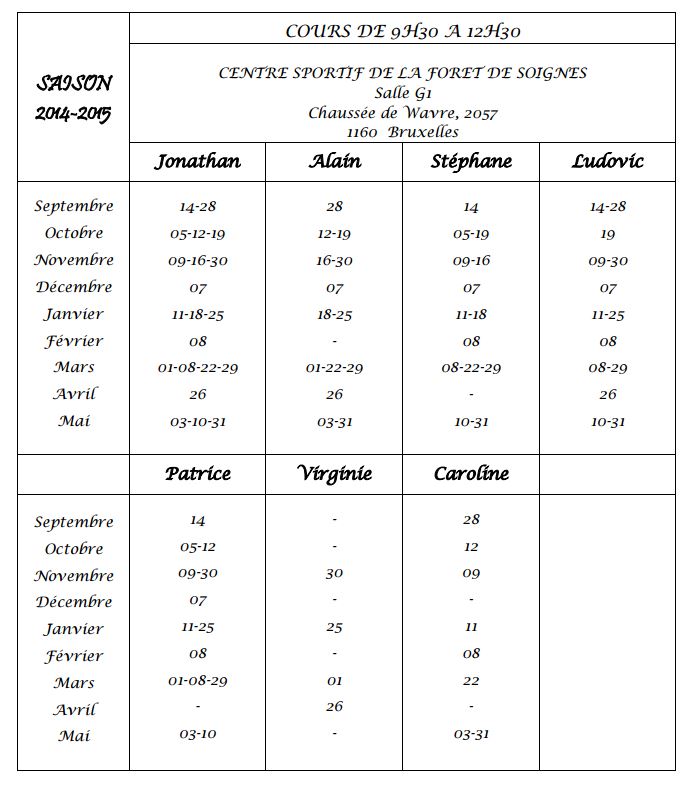 COURS DE 9H30 A 12H30
SAISON
2014-2015
CENTRE SPORTIF DE LA FORET DE SOIGNES
Salle G1
Chaussée de Wavre, 2057
1160 Bruxelles
Jonathan Alain Stéphane Ludovic
Septembre 14-28 28 14 14-28
Octobre 05-12-19 12-19 05-19 19
Novembre 09-16-30 16-30 09-16 09-30
Décembre 07 07 07 07
Janvier 11-18-25 18-25 11-18 11-25
Février 08 - 08 08
Mars 01-08-22-29 01-22-29 08-22-29 08-29
Avril 26 26 - 26
Mai 03-10-31 03-31 10-31 10-31
Patrice Virginie Caroline
Septembre 14 - 28
Octobre 05-12 - 12
Novembre 09-30 30 09
Décembre 07 - -
Janvier 11-25 25 11
Février 08 - 08
Mars 01-08-29 01 22
Avril - 26 -
Mai 03-10 - 03-31